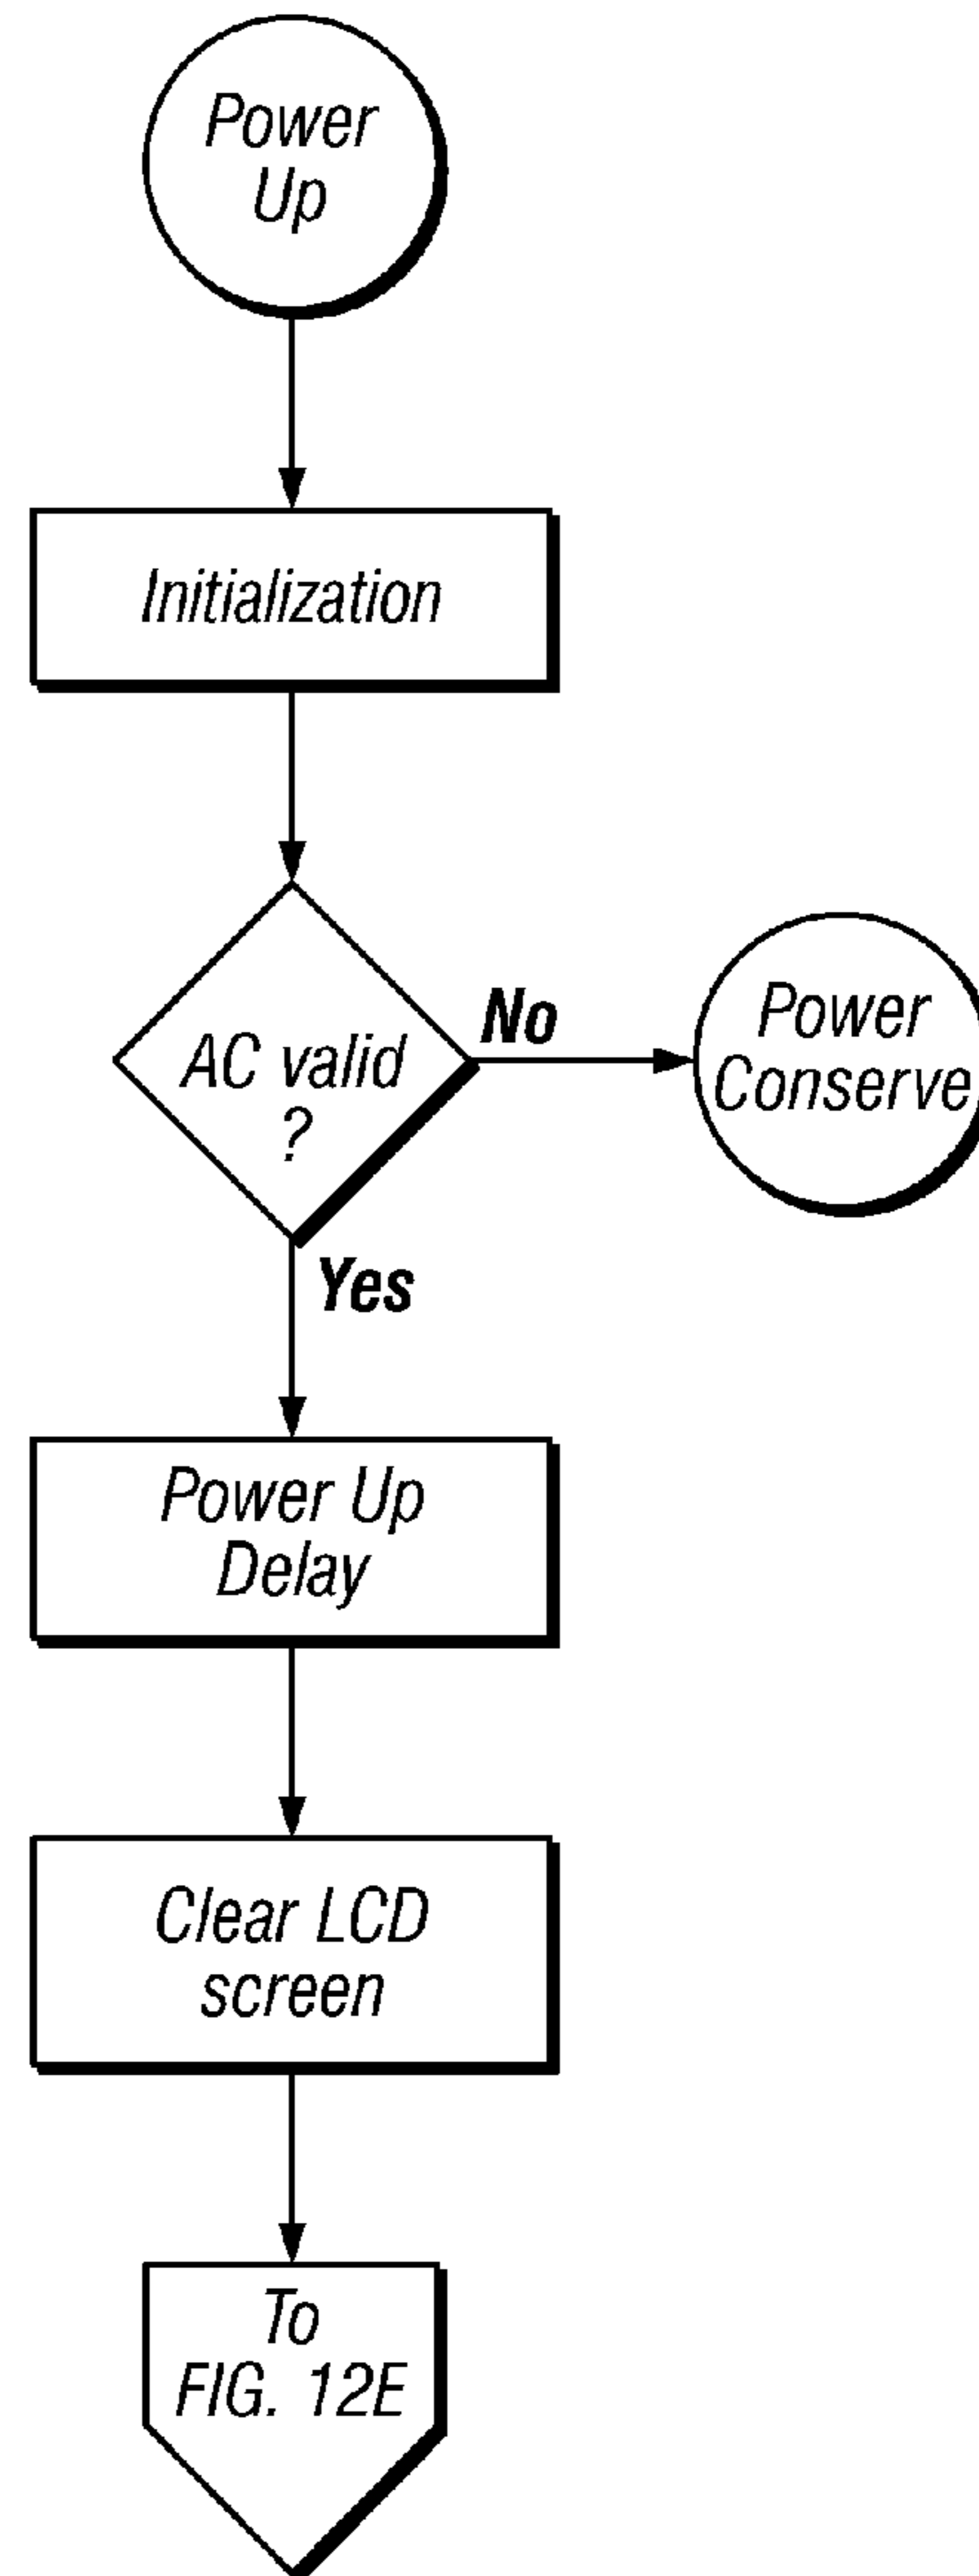 Power
Up
Initialization
AC valid
?
No
Power
Conserve
Yes
Power Up
Delay
Clear LCD
screen
To
FIG. 12E